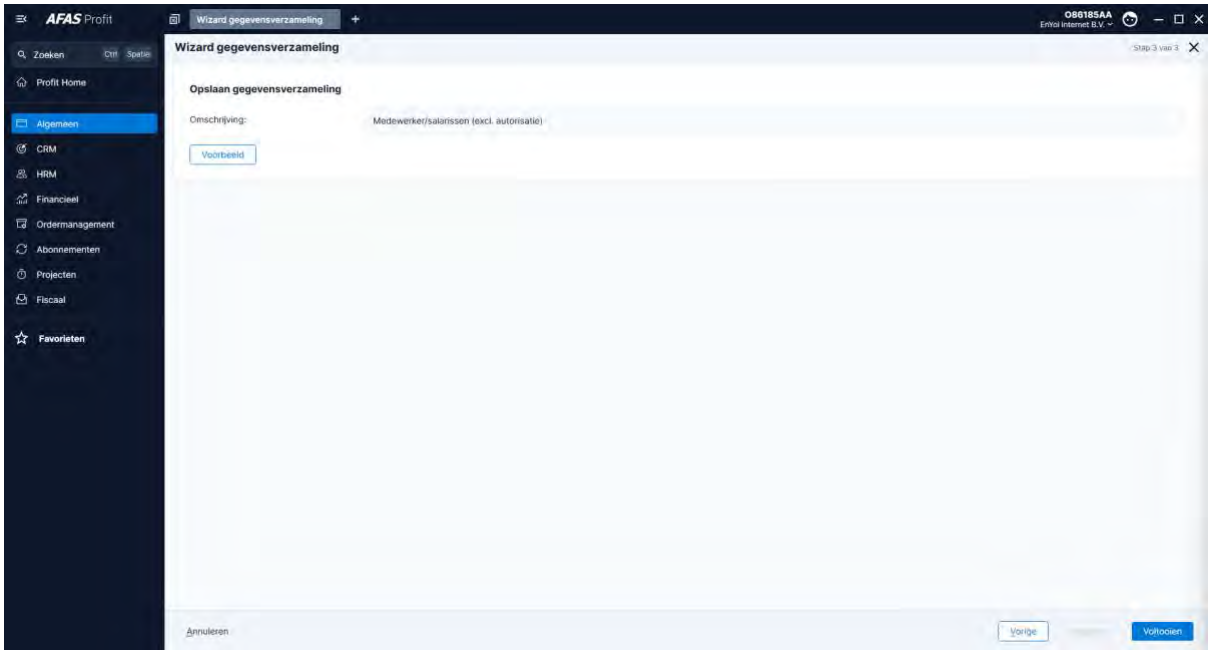 AFAS Profit
Wizard gegevensverzameling
+
O86185AA
EnYoi Internet B.V.
Zoeken Ctrl Spatie
Wizard gegevensverzameling
Stap 3 van 3
Profit Home
Opslaan gegevensverzameling
Algemeen
Omschrijving: Medewerker/salarissen (excl. autorisatie)
CRM
Voorbeeld
HRM
Financieel
Ordermanagement
Abonnementen
Projecten
Fiscaal
Favorieten
Annuleren
Vorige
Voltooien